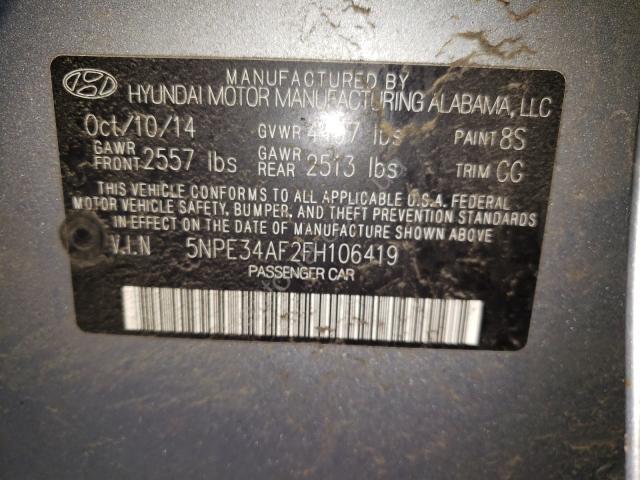 MANUFACTURED BY
HYUNDAI MOTOR MANUFACTURING ALABAMA, LLC
Oct/10/14 GVWR lbs PAINT 8S
GAWR FRONT 2557 lbs GAWR REAR 2513 lbs TRIM GG
THIS VEHICLE CONFORMS TO ALL APPLICABLE U.S.A. FEDERAL
MOTOR VEHICLE SAFETY, BUMPER, AND THEFT PREVENTION
STANDARDS IN EFFECT ON THE DATE OF MANUFACTURE SHOWN ABOVE.
V.I.N 5NPE34AF2FH106419
PASSENGER CAR